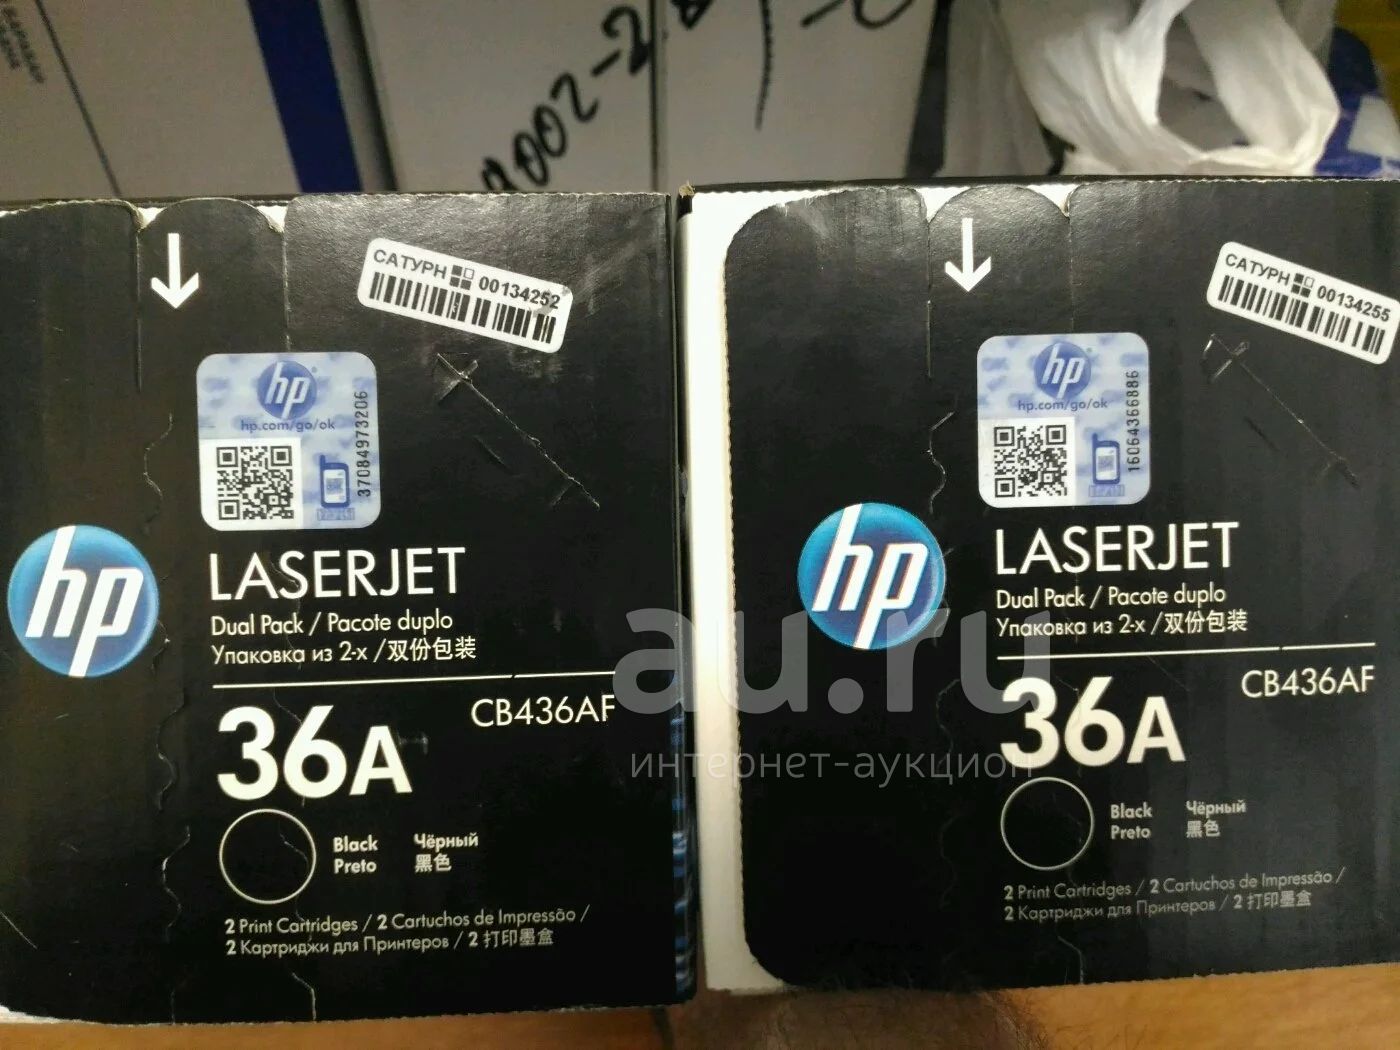 A002-2
САТУРН 00134252
hp
hp.com/go/ok
37084973206
hp
LASERJET
Dual Pack / Pacote duplo
Упаковка из 2-х / 双份包装
CB436AF
36A
Black Чёрный
Preto 黑色
2 Print Cartridges / 2 Cartuchos de Impressão /
2 Картриджи для Принтеров / 2 打印墨盒
САТУРН 00134255
hp
hp.com/go/ok
16064366886
hp
LASERJET
Dual Pack / Pacote duplo
Упаковка из 2-х / 双份包装
CB436AF
36A
Black Чёрный
Preto 黑色
2 Print Cartridges / 2 Cartuchos de Impressão /
2 Картриджи для Принтеров / 2 打印墨盒
au.ru
интернет-аукцион